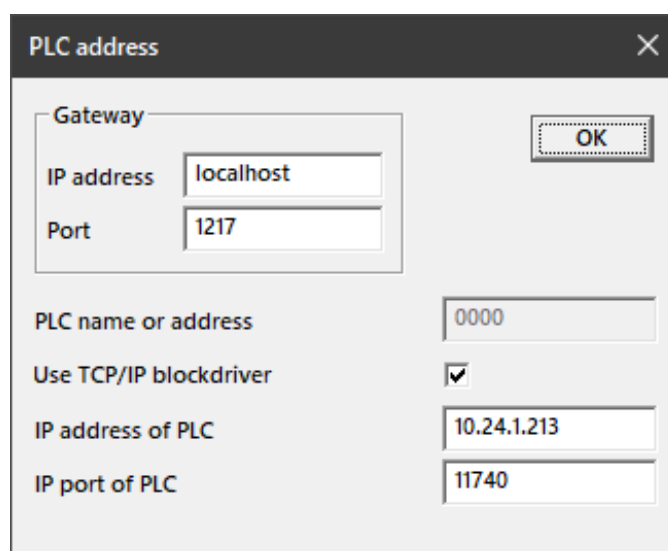 PLC address
Gateway
OK
IP address localhost
Port 1217
PLC name or address 0000
Use TCP/IP blockdriver
IP address of PLC 10.24.1.213
IP port of PLC 11740